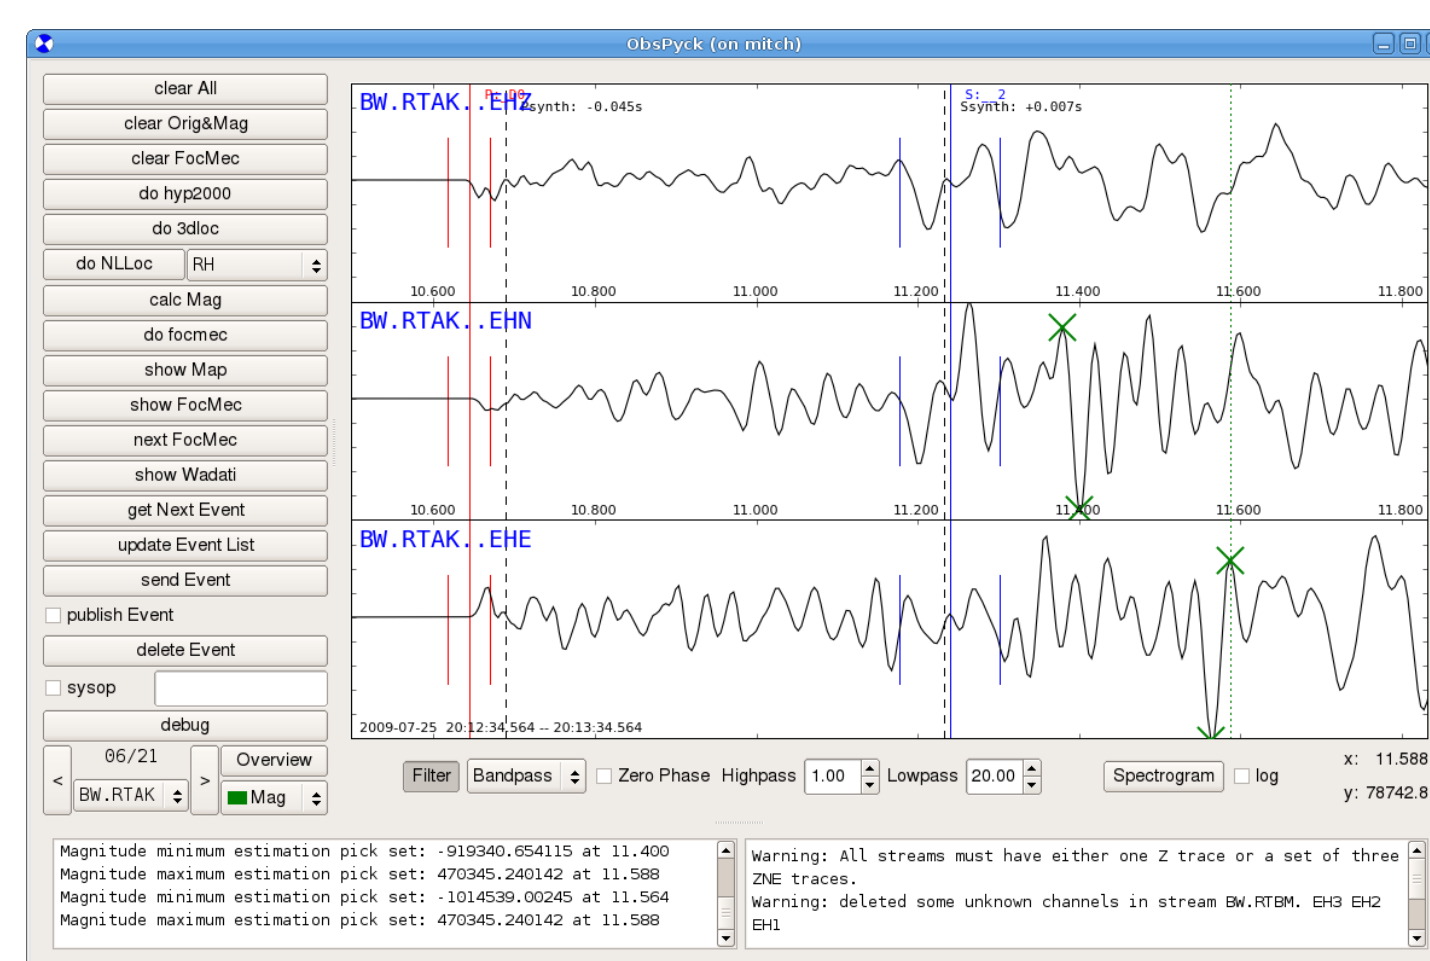 ObsPyck (on mitch)
clear All
clear Orig&Mag
clear FocMec
do hyp2000
do 3dloc
do NLLoc RH
calc Mag
do focmec
show Map
show FocMec
next FocMec
show Wadati
get Next Event
update Event List
send Event
publish Event
delete Event
sysop
debug
< 06/21 > Overview
BW.RTAK Mag
BW.RTAK..EHZ
P:_D0
Psynth: -0.045s
S:__2
Ssynth: +0.007s
10.600 10.800 11.000 11.200 11.400 11.600 11.800
BW.RTAK..EHN
10.600 10.800 11.000 11.200 11.400 11.600 11.800
BW.RTAK..EHE
2009-07-25 20:12:34.564 -- 20:13:34.564
Filter Bandpass Zero Phase Highpass 1.00 Lowpass 20.00 Spectrogram log
x: 11.588
y: 78742.8
Magnitude minimum estimation pick set: -919340.654115 at 11.400
Magnitude maximum estimation pick set: 470345.240142 at 11.588
Magnitude minimum estimation pick set: -1014539.00245 at 11.564
Magnitude maximum estimation pick set: 470345.240142 at 11.588
Warning: All streams must have either one Z trace or a set of three
ZNE traces.
Warning: deleted some unknown channels in stream BW.RTBM. EH3 EH2
EH1